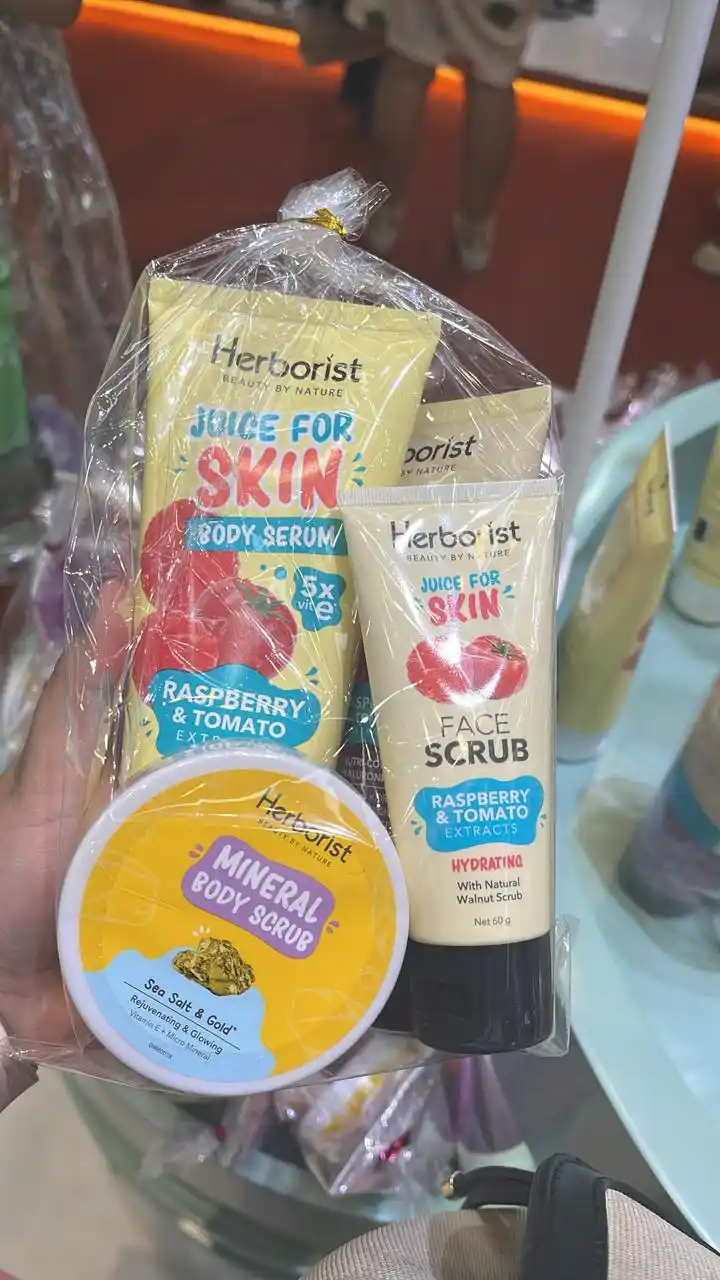 Herborist
BEAUTY BY NATURE
JUICE FOR
SKIN
BODY SERUM
5x
vit e
RASPBERRY
& TOMATO
orist
BY NATURE
Herborist
BEAUTY BY NATURE
JUICE FOR
SKIN
FACE
SCRUB
RASPBERRY
& TOMATO
EXTRACTS
HYDRATING
With Natural
Walnut Scrub
Net 60 g
Herborist
BEAUTY BY NATURE
MINERAL
BODY SCRUB
Sea Salt & Gold*
Rejuvenating & Glowing
Vitamin E + Micro Mineral